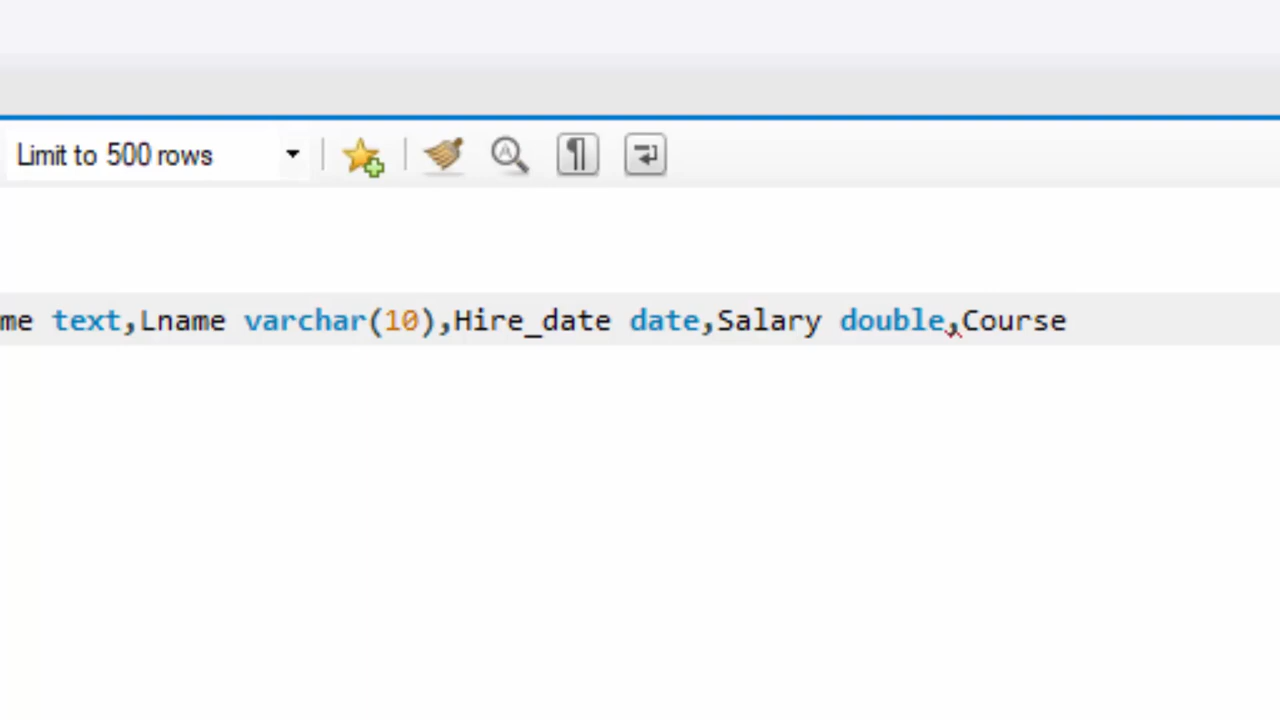 Limit to 500 rows
me text,Lname varchar(10),Hire_date date,Salary double,Course